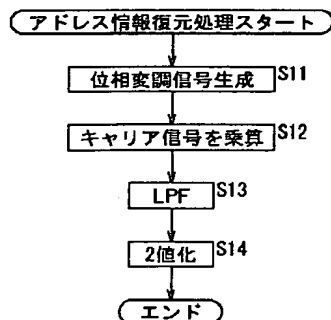 アドレス情報復元処理スタート
位相変調信号生成 S11
キャリア信号を乗算 S12
LPF S13
2値化 S14
エンド